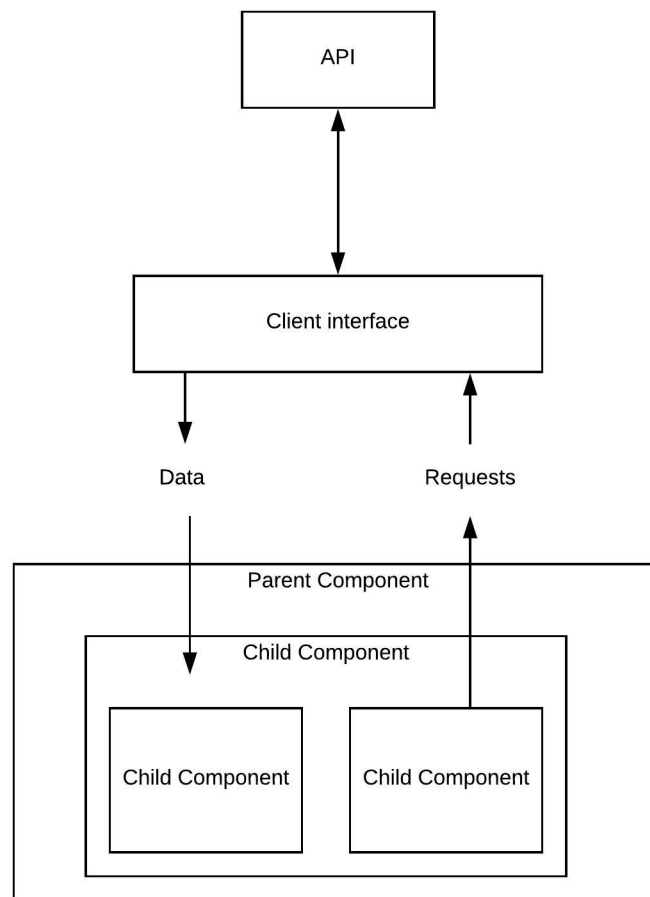 API
Client interface
Data
Requests
Parent Component
Child Component
Child Component
Child Component